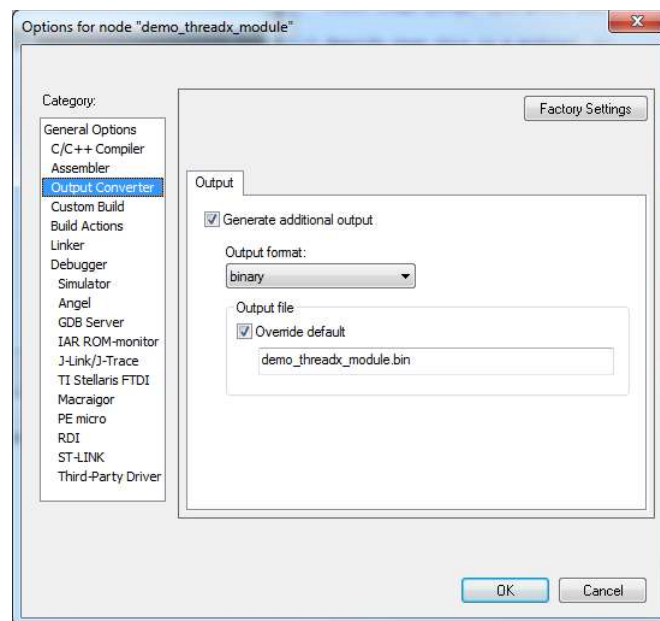 Options for node "demo_threadx_module"
Category:
General Options
C/C++ Compiler
Assembler
Output Converter
Custom Build
Build Actions
Linker
Debugger
Simulator
Angel
GDB Server
IAR ROM-monitor
J-Link/J-Trace
TI Stellaris FTDI
Macraigor
PE micro
RDI
ST-LINK
Third-Party Driver
Factory Settings
Output
Generate additional output
Output format:
binary
Output file
Override default
demo_threadx_module.bin
OK
Cancel